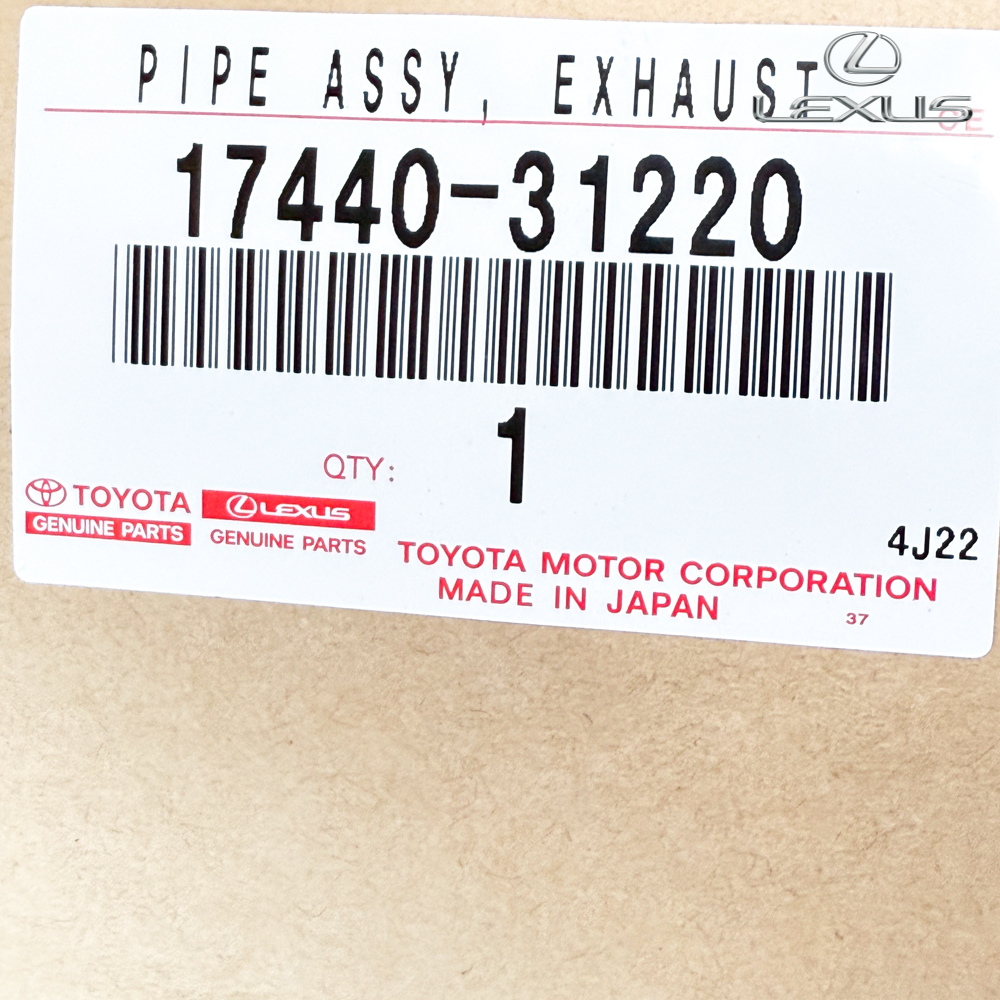 PIPE ASSY, EXHAUST
LEXUS
CE
17440-31220
1
QTY:
TOYOTA
GENUINE PARTS
LEXUS
GENUINE PARTS
4J22
TOYOTA MOTOR CORPORATION
MADE IN JAPAN
37